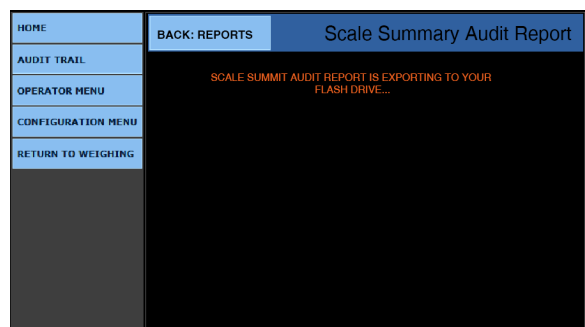 HOME
AUDIT TRAIL
OPERATOR MENU
CONFIGURATION MENU
RETURN TO WEIGHING
BACK: REPORTS
Scale Summary Audit Report
SCALE SUMMIT AUDIT REPORT IS EXPORTING TO YOUR
FLASH DRIVE...